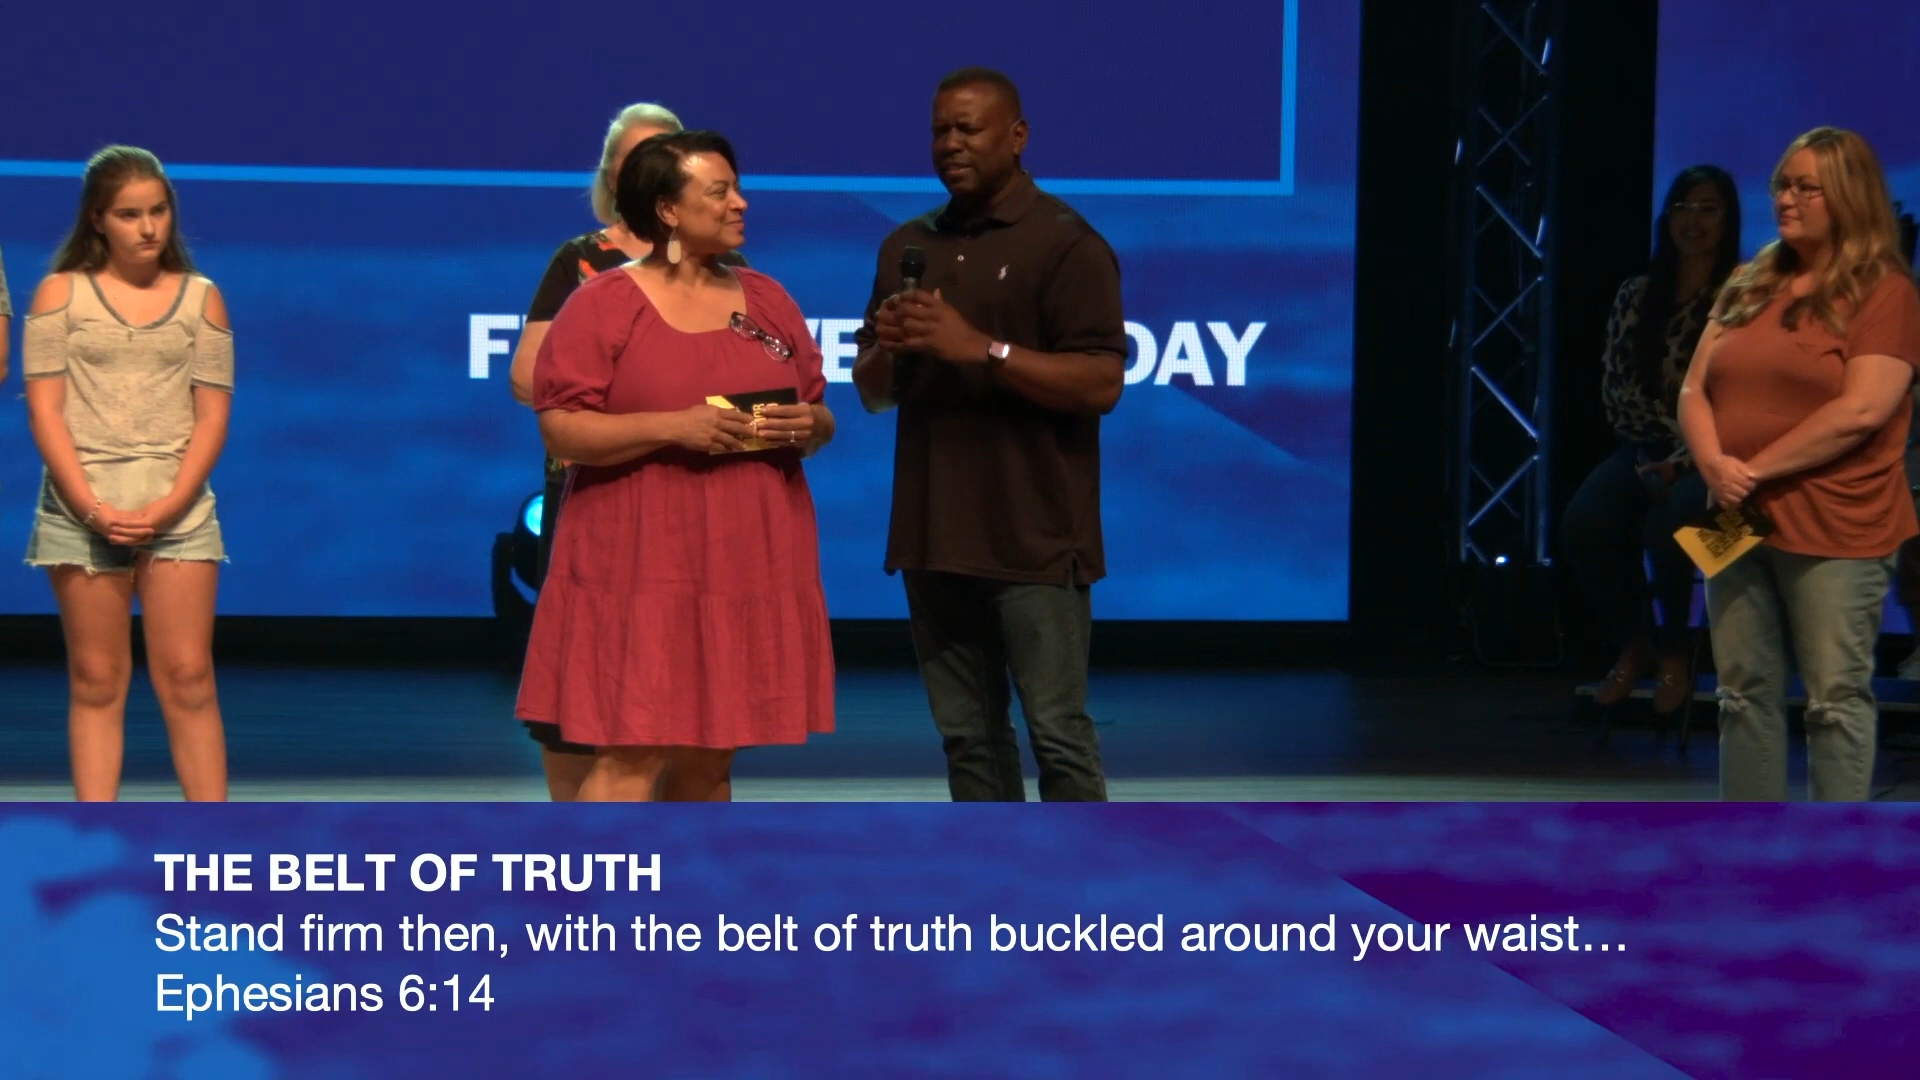 DAY
THE BELT OF TRUTH
Stand firm then, with the belt of truth buckled around your waist…
Ephesians 6:14